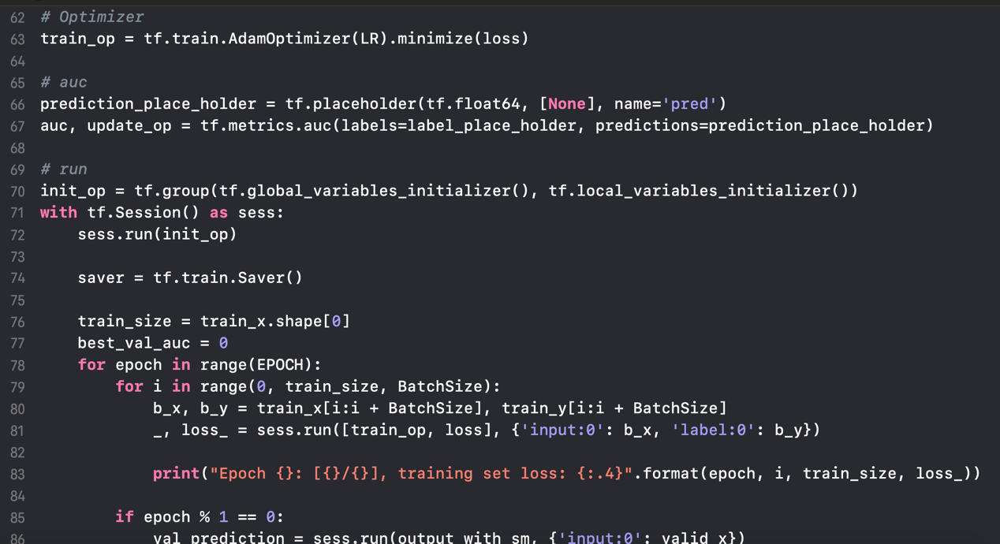 62 # Optimizer
63 train_op = tf.train.AdamOptimizer(LR).minimize(loss)
64
65 # auc
66 prediction_place_holder = tf.placeholder(tf.float64, [None], name='pred')
67 auc, update_op = tf.metrics.auc(labels=label_place_holder, predictions=prediction_place_holder)
68
69 # run
70 init_op = tf.group(tf.global_variables_initializer(), tf.local_variables_initializer())
71 with tf.Session() as sess:
72     sess.run(init_op)
73
74     saver = tf.train.Saver()
75
76     train_size = train_x.shape[0]
77     best_val_auc = 0
78     for epoch in range(EPOCH):
79         for i in range(0, train_size, BatchSize):
80             b_x, b_y = train_x[i:i + BatchSize], train_y[i:i + BatchSize]
81             _, loss_ = sess.run([train_op, loss], {'input:0': b_x, 'label:0': b_y})
82
83             print("Epoch {}: [{}/{}], training set loss: {:.4}".format(epoch, i, train_size, loss_))
84
85         if epoch % 1 == 0:
86             val_prediction = sess.run(output_with_sm, {'input:0': valid_x})